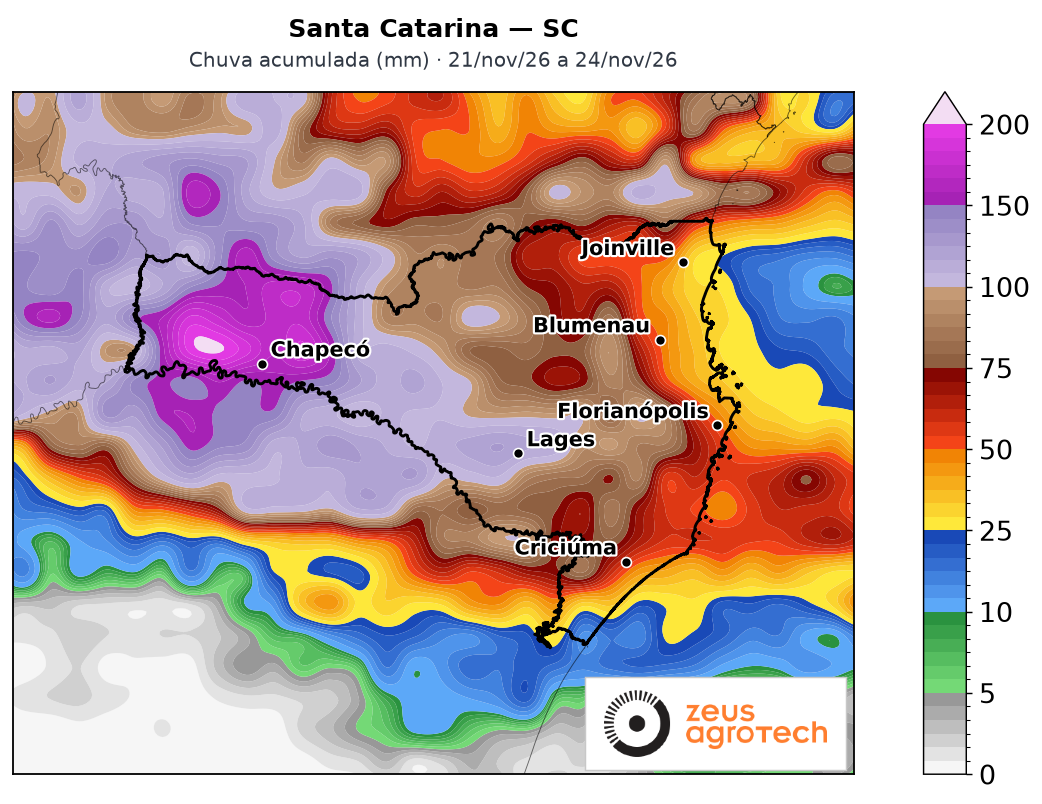 Santa Catarina — SC
Chuva acumulada (mm) · 21/nov/26 a 24/nov/26
200
150
100
75
50
25
10
5
0
Joinville
Blumenau
Chapecó
Florianópolis
Lages
Criciúma
zeus
agrotech